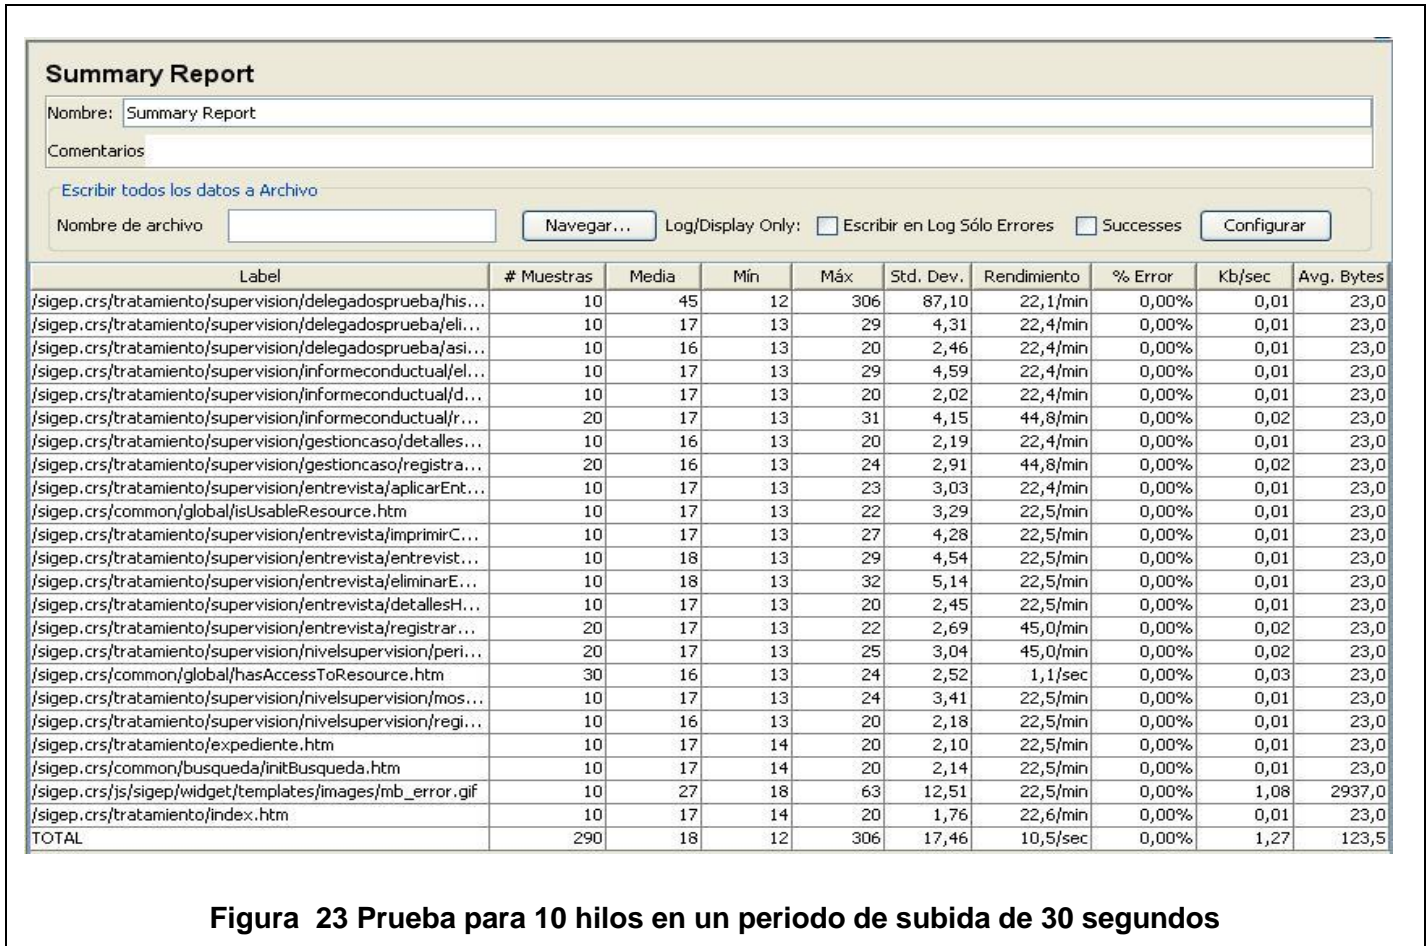 Summary Report
Nombre: Summary Report
Comentarios
Escribir todos los datos a Archivo
Nombre de archivo Navegar... Log/Display Only: Escribir en Log Sólo Errores Successes Configurar
Label # Muestras Media Mín Máx Std. Dev. Rendimiento % Error Kb/sec Avg. Bytes
/sigep.crs/tratamiento/supervision/delegadosprueba/his... 10 45 12 306 87,10 22,1/min 0,00% 0,01 23,0
/sigep.crs/tratamiento/supervision/delegadosprueba/eli... 10 17 13 29 4,31 22,4/min 0,00% 0,01 23,0
/sigep.crs/tratamiento/supervision/delegadosprueba/asi... 10 16 13 20 2,46 22,4/min 0,00% 0,01 23,0
/sigep.crs/tratamiento/supervision/informeconductual/el... 10 17 13 29 4,59 22,4/min 0,00% 0,01 23,0
/sigep.crs/tratamiento/supervision/informeconductual/d... 10 17 13 20 2,02 22,4/min 0,00% 0,01 23,0
/sigep.crs/tratamiento/supervision/informeconductual/r... 20 17 13 31 4,15 44,8/min 0,00% 0,02 23,0
/sigep.crs/tratamiento/supervision/gestioncaso/detalles... 10 16 13 20 2,19 22,4/min 0,00% 0,01 23,0
/sigep.crs/tratamiento/supervision/gestioncaso/registra... 20 16 13 24 2,91 44,8/min 0,00% 0,02 23,0
/sigep.crs/tratamiento/supervision/entrevista/aplicarEnt... 10 17 13 23 3,03 22,4/min 0,00% 0,01 23,0
/sigep.crs/common/global/isUsableResource.htm 10 17 13 22 3,29 22,5/min 0,00% 0,01 23,0
/sigep.crs/tratamiento/supervision/entrevista/imprimirC... 10 17 13 27 4,28 22,5/min 0,00% 0,01 23,0
/sigep.crs/tratamiento/supervision/entrevista/entrevist... 10 18 13 29 4,54 22,5/min 0,00% 0,01 23,0
/sigep.crs/tratamiento/supervision/entrevista/eliminarE... 10 18 13 32 5,14 22,5/min 0,00% 0,01 23,0
/sigep.crs/tratamiento/supervision/entrevista/detallesH... 10 17 13 20 2,45 22,5/min 0,00% 0,01 23,0
/sigep.crs/tratamiento/supervision/entrevista/registrar... 20 17 13 22 2,69 45,0/min 0,00% 0,02 23,0
/sigep.crs/tratamiento/supervision/nivelsupervision/peri... 20 17 13 25 3,04 45,0/min 0,00% 0,02 23,0
/sigep.crs/common/global/hasAccessToResource.htm 30 16 13 24 2,52 1,1/sec 0,00% 0,03 23,0
/sigep.crs/tratamiento/supervision/nivelsupervision/mos... 10 17 13 24 3,41 22,5/min 0,00% 0,01 23,0
/sigep.crs/tratamiento/supervision/nivelsupervision/regi... 10 16 13 20 2,18 22,5/min 0,00% 0,01 23,0
/sigep.crs/tratamiento/expediente.htm 10 17 14 20 2,10 22,5/min 0,00% 0,01 23,0
/sigep.crs/common/busqueda/initBusqueda.htm 10 17 14 20 2,14 22,5/min 0,00% 0,01 23,0
/sigep.crs/js/sigep/widget/templates/images/mb_error.gif 10 27 18 63 12,51 22,5/min 0,00% 1,08 2937,0
/sigep.crs/tratamiento/index.htm 10 17 14 20 1,76 22,6/min 0,00% 0,01 23,0
TOTAL 290 18 12 306 17,46 10,5/sec 0,00% 1,27 123,5
Figura 23 Prueba para 10 hilos en un periodo de subida de 30 segundos